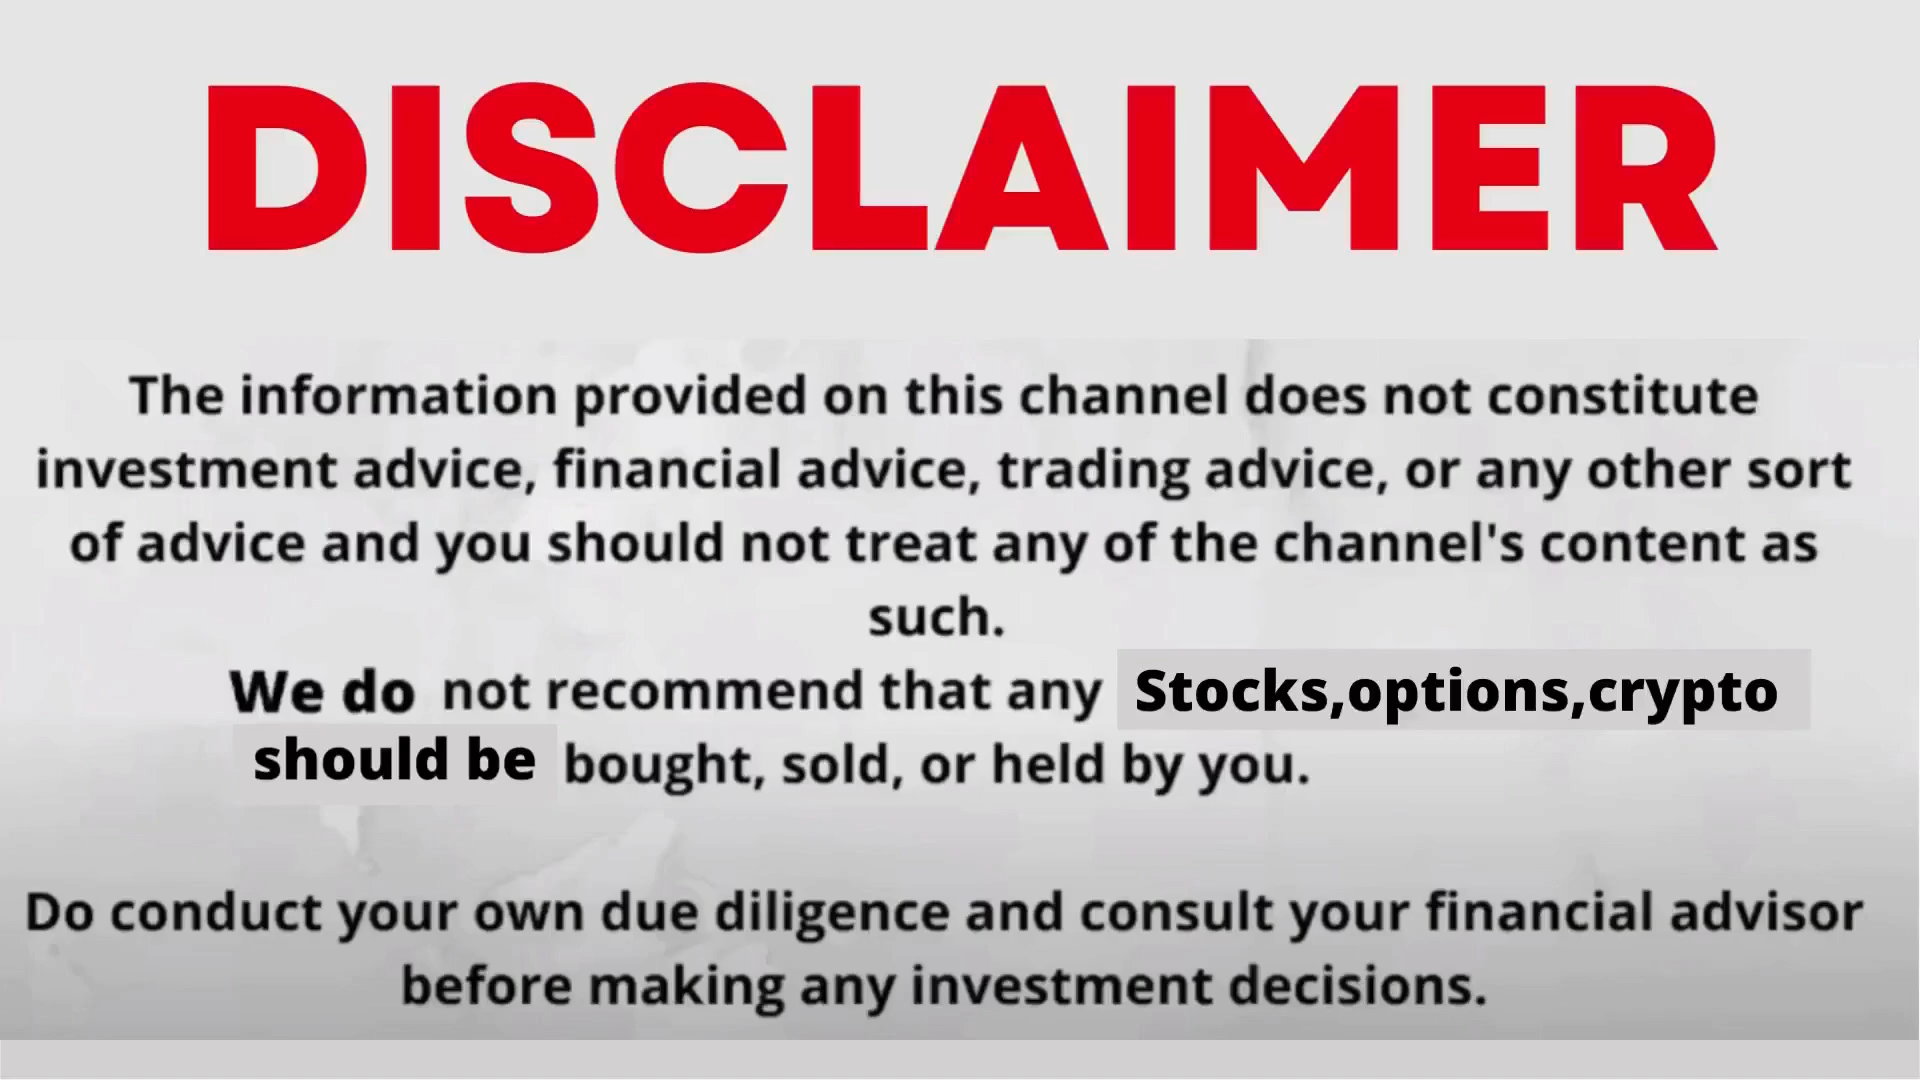 DISCLAIMER
The information provided on this channel does not constitute
investment advice, financial advice, trading advice, or any other sort
of advice and you should not treat any of the channel's content as
such.
We do not recommend that any Stocks,options,crypto
should be bought, sold, or held by you.
Do conduct your own due diligence and consult your financial advisor
before making any investment decisions.